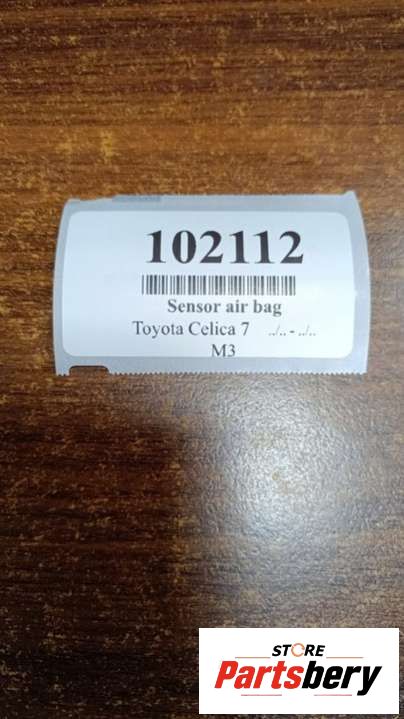 102112
Sensor air bag
Toyota Celica 7 ../.. - ../..
M3
STORE
Partsbery